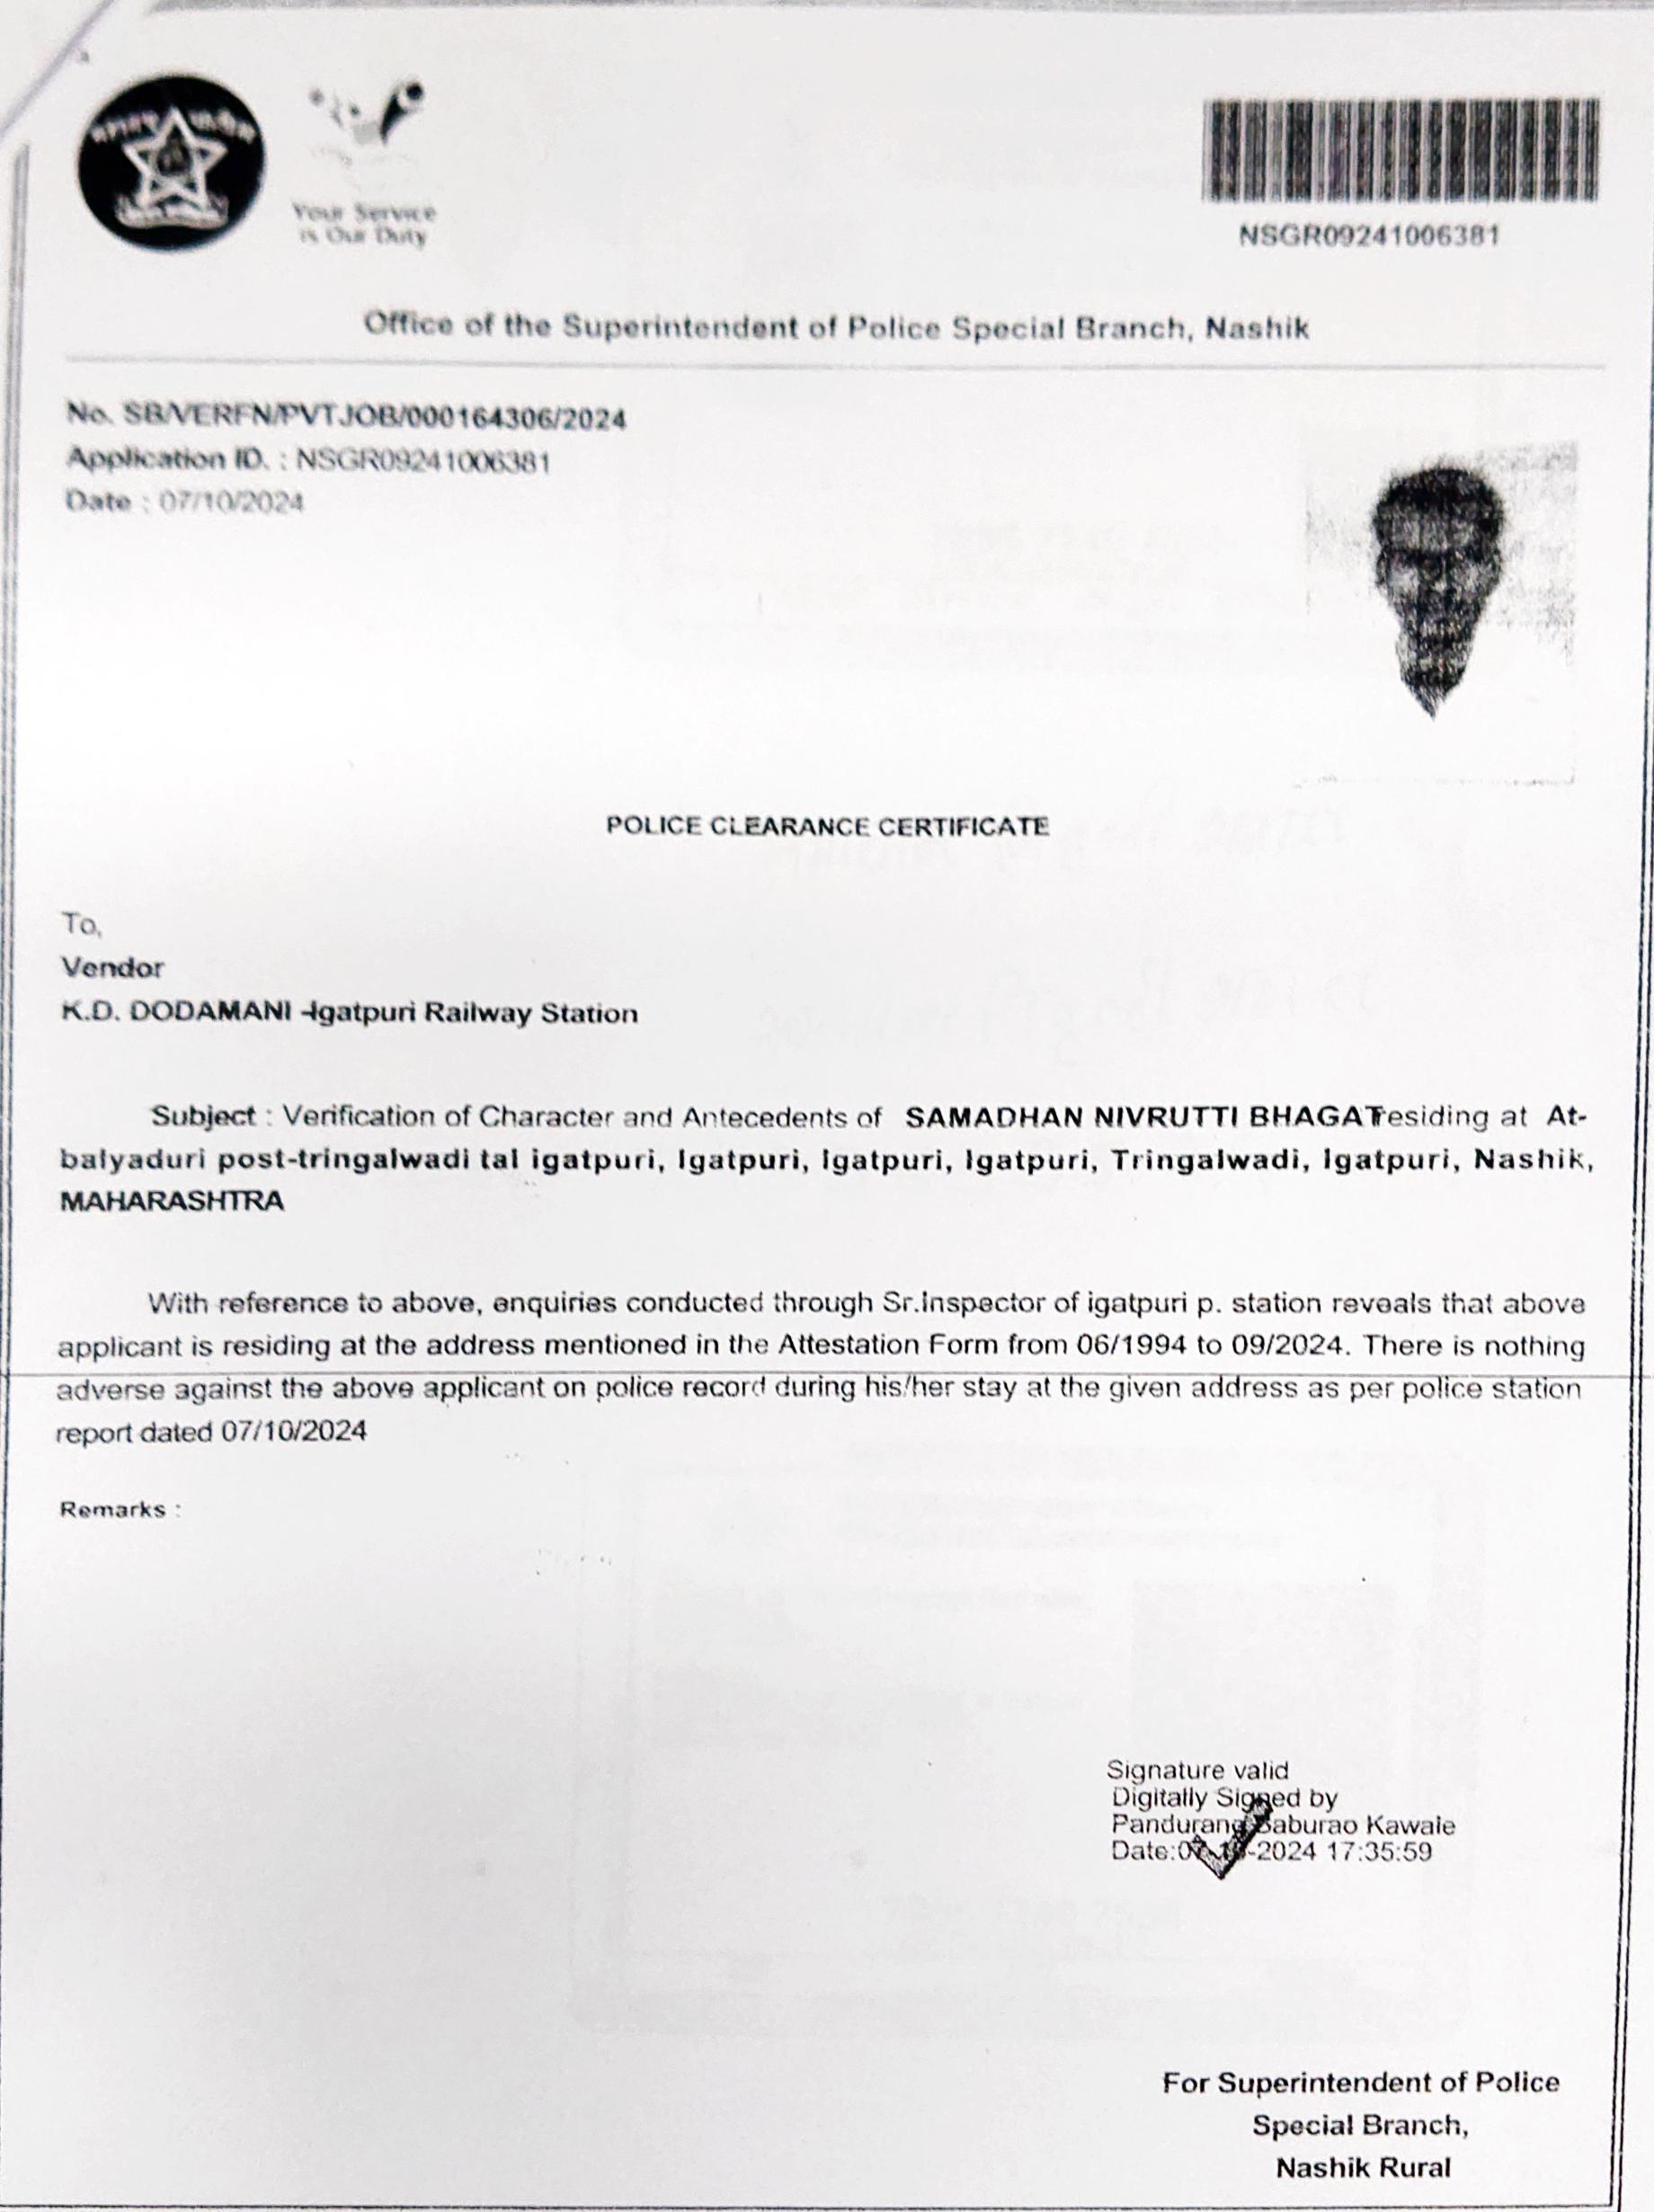 Your Service
is Our Duty
NSGR09241006381
Office of the Superintendent of Police Special Branch, Nashik
No. SB/VERFN/PVTJOB/000164306/2024
Application ID. : NSGR09241006381
Date : 07/10/2024
POLICE CLEARANCE CERTIFICATE
To,
Vendor
K.D. DODAMANI -Igatpuri Railway Station
Subject : Verification of Character and Antecedents of SAMADHAN NIVRUTTI BHAGATresiding at At-
balyaduri post-tringalwadi tal igatpuri, Igatpuri, Igatpuri, Igatpuri, Tringalwadi, Igatpuri, Nashik,
MAHARASHTRA
With reference to above, enquiries conducted through Sr.Inspector of igatpuri p. station reveals that above
applicant is residing at the address mentioned in the Attestation Form from 06/1994 to 09/2024. There is nothing
adverse against the above applicant on police record during his/her stay at the given address as per police station
report dated 07/10/2024
Remarks :
Signature valid
Digitally Signed by
Pandurang Baburao Kawale
Date:07-10-2024 17:35:59
For Superintendent of Police
Special Branch,
Nashik Rural